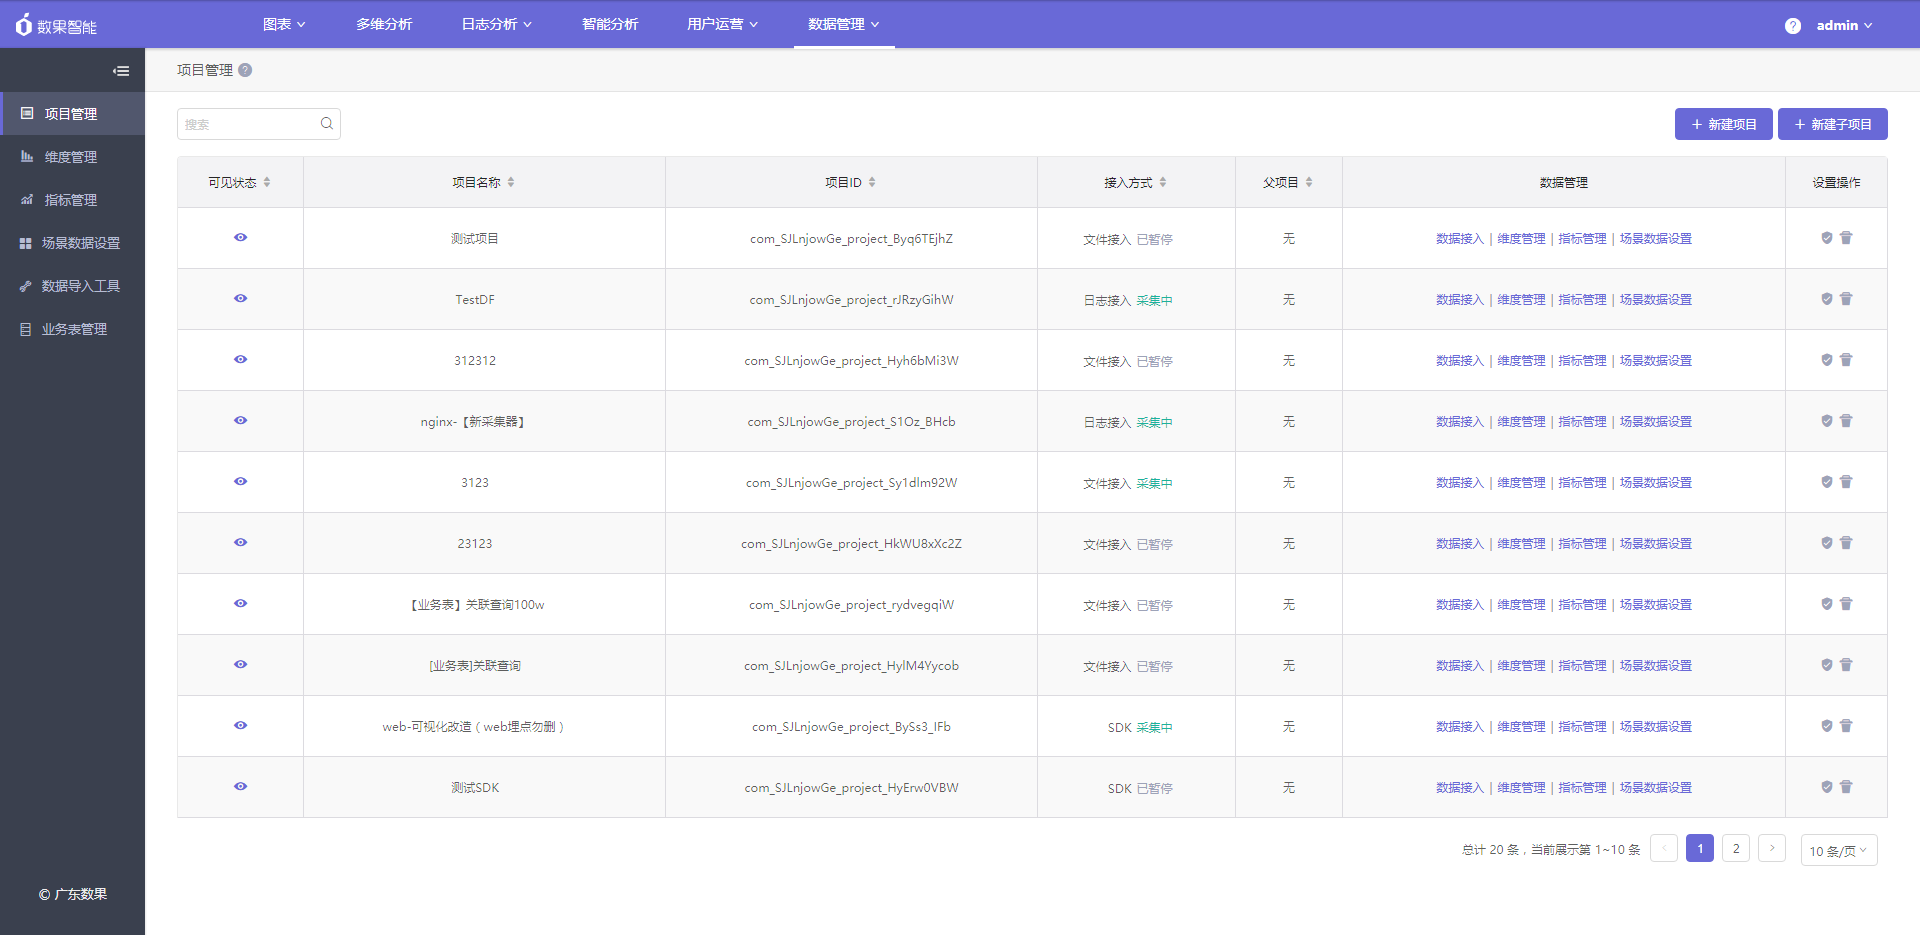 数果智能 图表 多维分析 日志分析 智能分析 用户运营 数据管理 ? admin
项目管理 ?
项目管理
维度管理
指标管理
场景数据设置
数据导入工具
业务表管理
© 广东数果
搜索 + 新建项目 + 新建子项目
可见状态 项目名称 项目ID 接入方式 父项目 数据管理 设置操作
测试项目 com_SJLnjowGe_project_Byq6TEjhZ 文件接入 已暂停 无 数据接入 | 维度管理 | 指标管理 | 场景数据设置
TestDF com_SJLnjowGe_project_rJRzyGihW 日志接入 采集中 无 数据接入 | 维度管理 | 指标管理 | 场景数据设置
312312 com_SJLnjowGe_project_Hyh6bMi3W 文件接入 已暂停 无 数据接入 | 维度管理 | 指标管理 | 场景数据设置
nginx-【新采集器】 com_SJLnjowGe_project_S1Oz_BHcb 日志接入 采集中 无 数据接入 | 维度管理 | 指标管理 | 场景数据设置
3123 com_SJLnjowGe_project_Sy1dlm92W 文件接入 采集中 无 数据接入 | 维度管理 | 指标管理 | 场景数据设置
23123 com_SJLnjowGe_project_HkWU8xXc2Z 文件接入 已暂停 无 数据接入 | 维度管理 | 指标管理 | 场景数据设置
【业务表】关联查询100w com_SJLnjowGe_project_rydvegqiW 文件接入 已暂停 无 数据接入 | 维度管理 | 指标管理 | 场景数据设置
[业务表]关联查询 com_SJLnjowGe_project_HylM4Yycob 文件接入 已暂停 无 数据接入 | 维度管理 | 指标管理 | 场景数据设置
web-可视化改造（web埋点勿删） com_SJLnjowGe_project_BySs3_IFb SDK 采集中 无 数据接入 | 维度管理 | 指标管理 | 场景数据设置
测试SDK com_SJLnjowGe_project_HyErw0VBW SDK 已暂停 无 数据接入 | 维度管理 | 指标管理 | 场景数据设置
总计 20 条，当前展示第 1~10 条 < 1 2 > 10 条/页